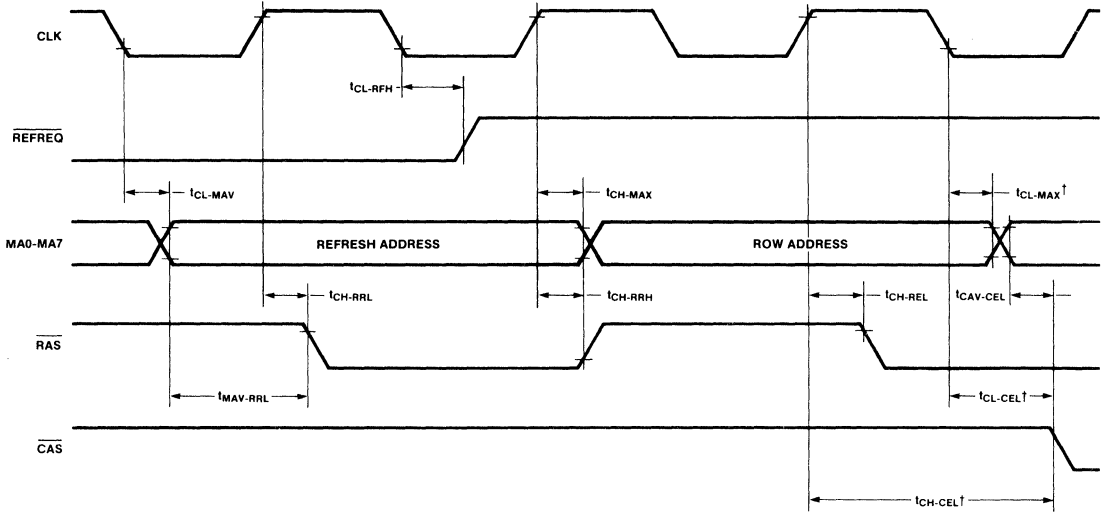 CLK
tCL-RFH
REFREQ
tCL-MAV
tCH-MAX
tCL-MAX†
MA0-MA7
REFRESH ADDRESS
ROW ADDRESS
tCH-RRL
tCH-RRH
tCH-REL
tCAV-CEL
RAS
tMAV-RRL
tCL-CEL†
CAS
tCH-CEL†